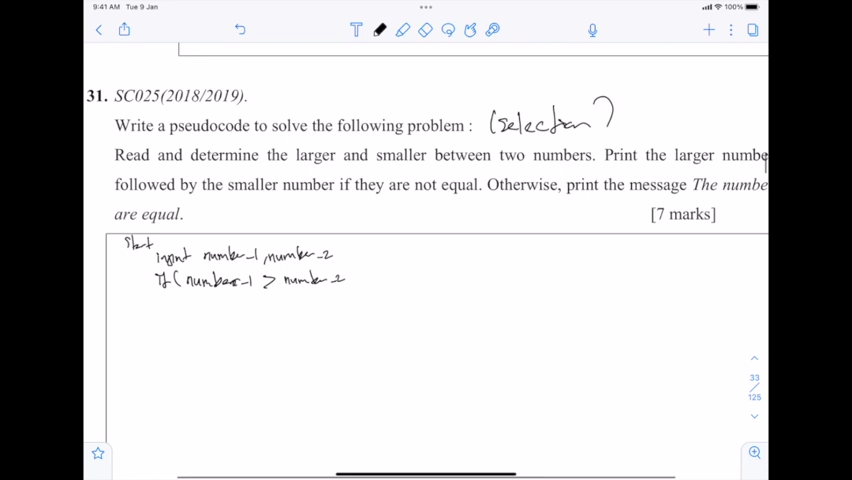 9:41 AM Tue 9 Jan
100%
31. SC025(2018/2019).
Write a pseudocode to solve the following problem : (selection)
Read and determine the larger and smaller between two numbers. Print the larger numbe
followed by the smaller number if they are not equal. Otherwise, print the message The numbe
are equal. [7 marks]
start
input number_1, number_2
If ( number_1 > number_2
33
/
125